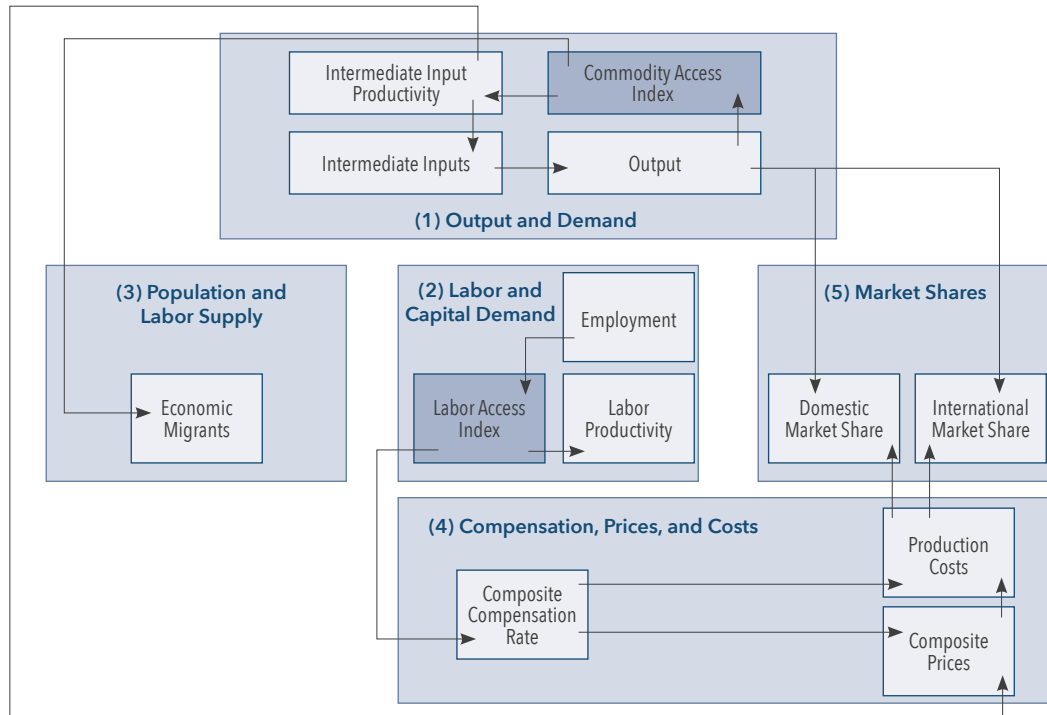 Intermediate Input
Productivity
Commodity Access
Index
Intermediate Inputs
Output
(1) Output and Demand
(3) Population and
Labor Supply
Economic
Migrants
(2) Labor and
Capital Demand
Employment
Labor Access
Index
Labor
Productivity
(5) Market Shares
Domestic
Market Share
International
Market Share
(4) Compensation, Prices, and Costs
Composite
Compensation
Rate
Production
Costs
Composite
Prices